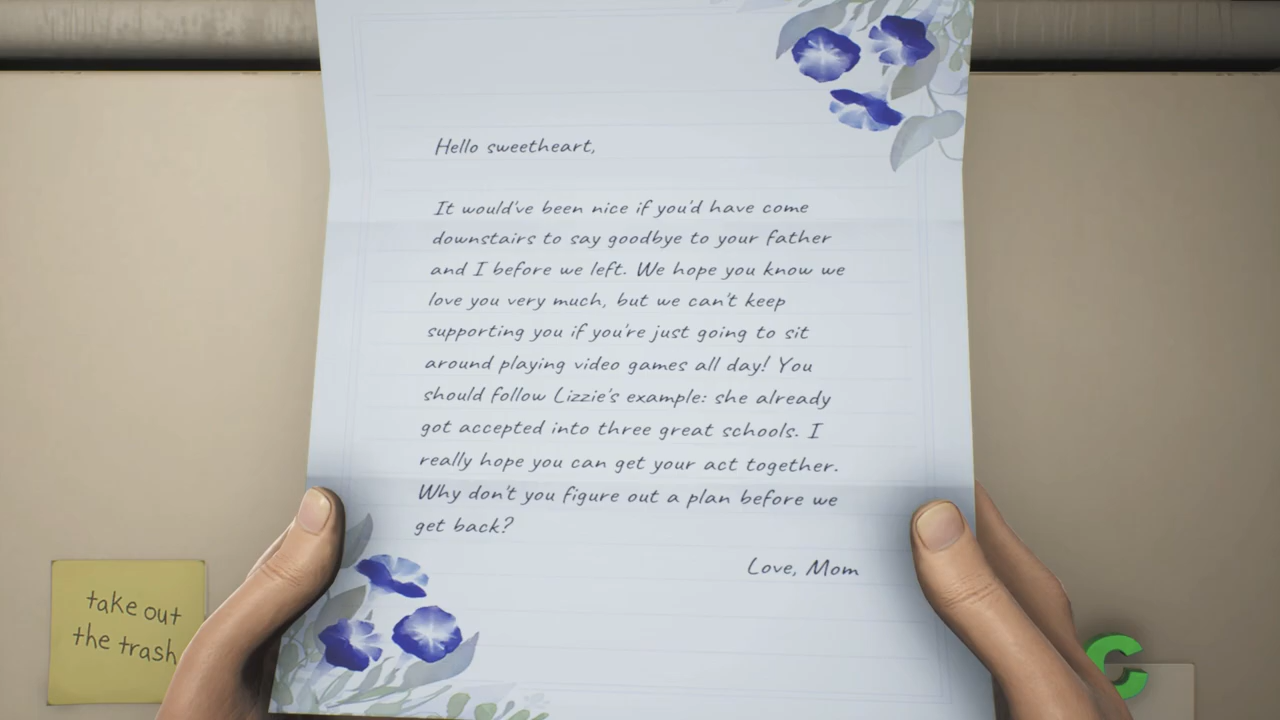 Hello sweetheart,
It would've been nice if you'd have come
downstairs to say goodbye to your father
and I before we left. We hope you know we
love you very much, but we can't keep
supporting you if you're just going to sit
around playing video games all day! You
should follow Lizzie's example: she already
got accepted into three great schools. I
really hope you can get your act together.
Why don't you figure out a plan before we
get back?
Love, Mom
take out
the trash
C